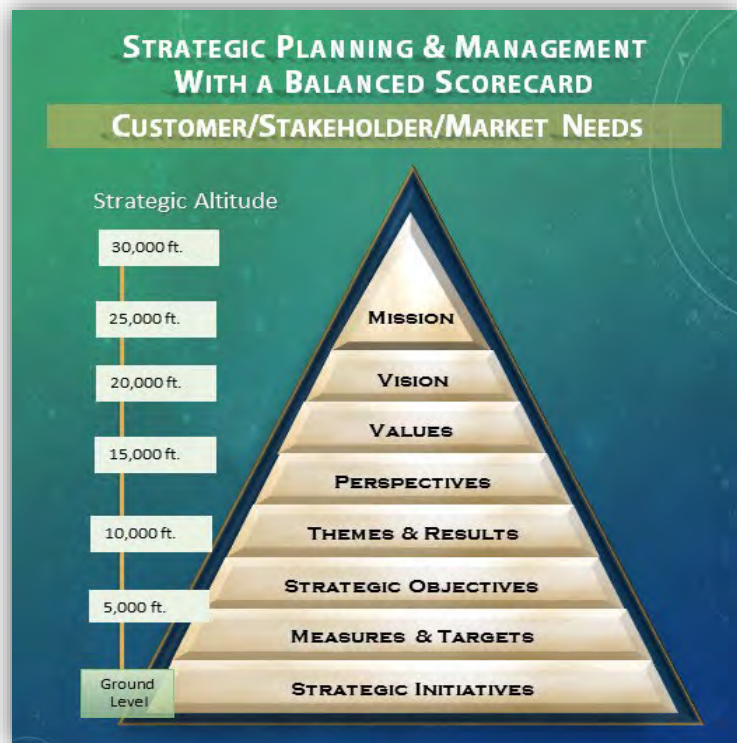 STRATEGIC PLANNING & MANAGEMENT
WITH A BALANCED SCORECARD
CUSTOMER/STAKEHOLDER/MARKET NEEDS
Strategic Altitude
30,000 ft.
25,000 ft.
MISSION
20,000 ft.
VISION
VALUES
15,000 ft.
PERSPECTIVES
10,000 ft.
THEMES & RESULTS
STRATEGIC OBJECTIVES
5,000 ft.
MEASURES & TARGETS
Ground
Level
STRATEGIC INITIATIVES